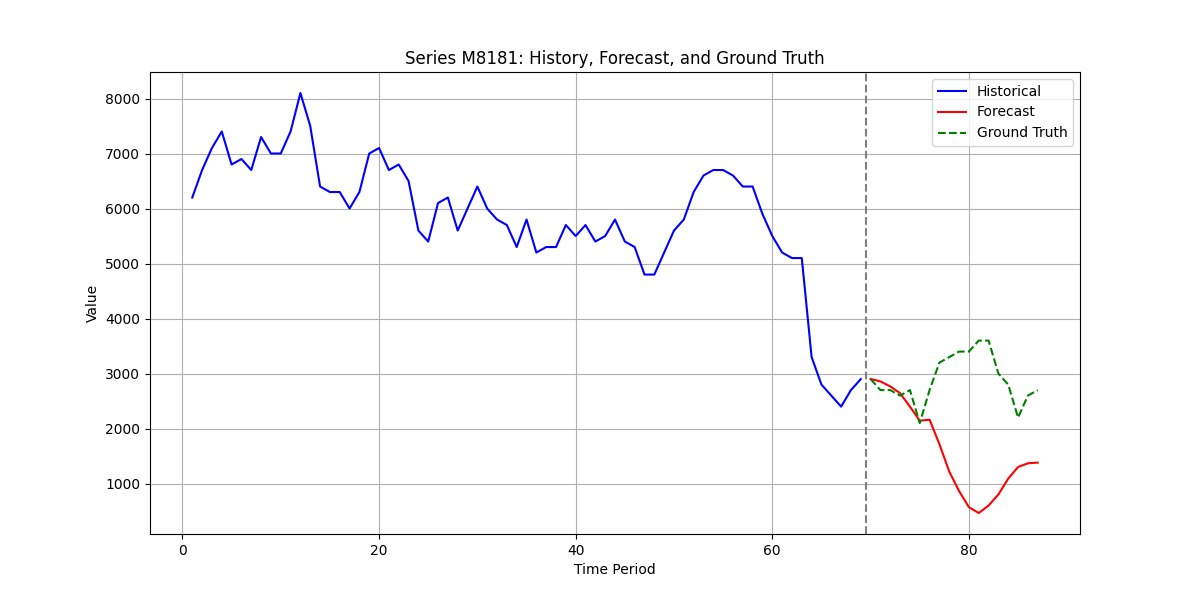 Series M8181: History, Forecast, and Ground Truth
Historical
Forecast
Ground Truth
Value
8000
7000
6000
5000
4000
3000
2000
1000
0 20 40 60 80
Time Period